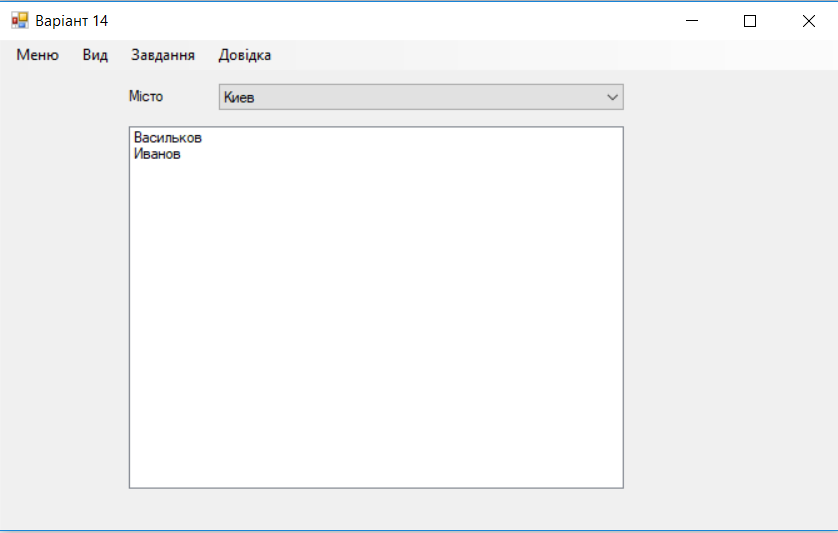 Варіант 14
Меню Вид Завдання Довідка
Місто Киев
Васильков
Иванов